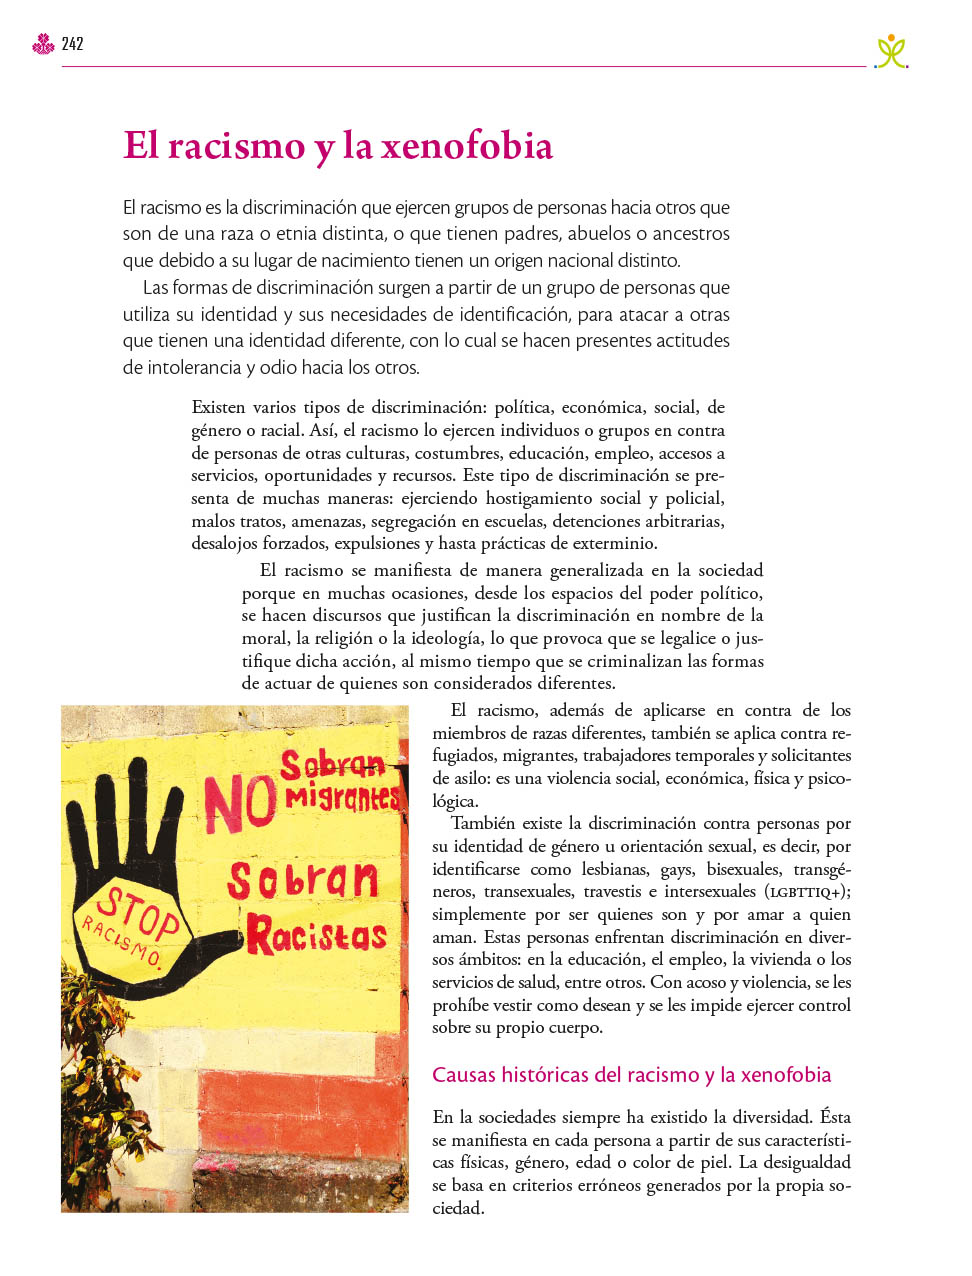 242
El racismo y la xenofobia
El racismo es la discriminación que ejercen grupos de personas hacia otros que
son de una raza o etnia distinta, o que tienen padres, abuelos o ancestros
que debido a su lugar de nacimiento tienen un origen nacional distinto.
Las formas de discriminación surgen a partir de un grupo de personas que
utiliza su identidad y sus necesidades de identificación, para atacar a otras
que tienen una identidad diferente, con lo cual se hacen presentes actitudes
de intolerancia y odio hacia los otros.
Existen varios tipos de discriminación: política, económica, social, de
género o racial. Así, el racismo lo ejercen individuos o grupos en contra
de personas de otras culturas, costumbres, educación, empleo, accesos a
servicios, oportunidades y recursos. Este tipo de discriminación se pre-
senta de muchas maneras: ejerciendo hostigamiento social y policial,
malos tratos, amenazas, segregación en escuelas, detenciones arbitrarias,
desalojos forzados, expulsiones y hasta prácticas de exterminio.
El racismo se manifiesta de manera generalizada en la sociedad
porque en muchas ocasiones, desde los espacios del poder político,
se hacen discursos que justifican la discriminación en nombre de la
moral, la religión o la ideología, lo que provoca que se legalice o jus-
tifique dicha acción, al mismo tiempo que se criminalizan las formas
de actuar de quienes son considerados diferentes.
El racismo, además de aplicarse en contra de los
miembros de razas diferentes, también se aplica contra re-
fugiados, migrantes, trabajadores temporales y solicitantes
de asilo: es una violencia social, económica, física y psico-
lógica.
También existe la discriminación contra personas por
su identidad de género u orientación sexual, es decir, por
identificarse como lesbianas, gays, bisexuales, transgé-
neros, transexuales, travestis e intersexuales (LGBTTIQ+);
simplemente por ser quienes son y por amar a quien
aman. Estas personas enfrentan discriminación en diver-
sos ámbitos: en la educación, el empleo, la vivienda o los
servicios de salud, entre otros. Con acoso y violencia, se les
prohíbe vestir como desean y se les impide ejercer control
sobre su propio cuerpo.
Causas históricas del racismo y la xenofobia
En la sociedades siempre ha existido la diversidad. Ésta
se manifiesta en cada persona a partir de sus característi-
cas físicas, género, edad o color de piel. La desigualdad
se basa en criterios erróneos generados por la propia so-
ciedad.
NO Sobran
migrantes
Sobran
Racistas
STOP
RACISMO.